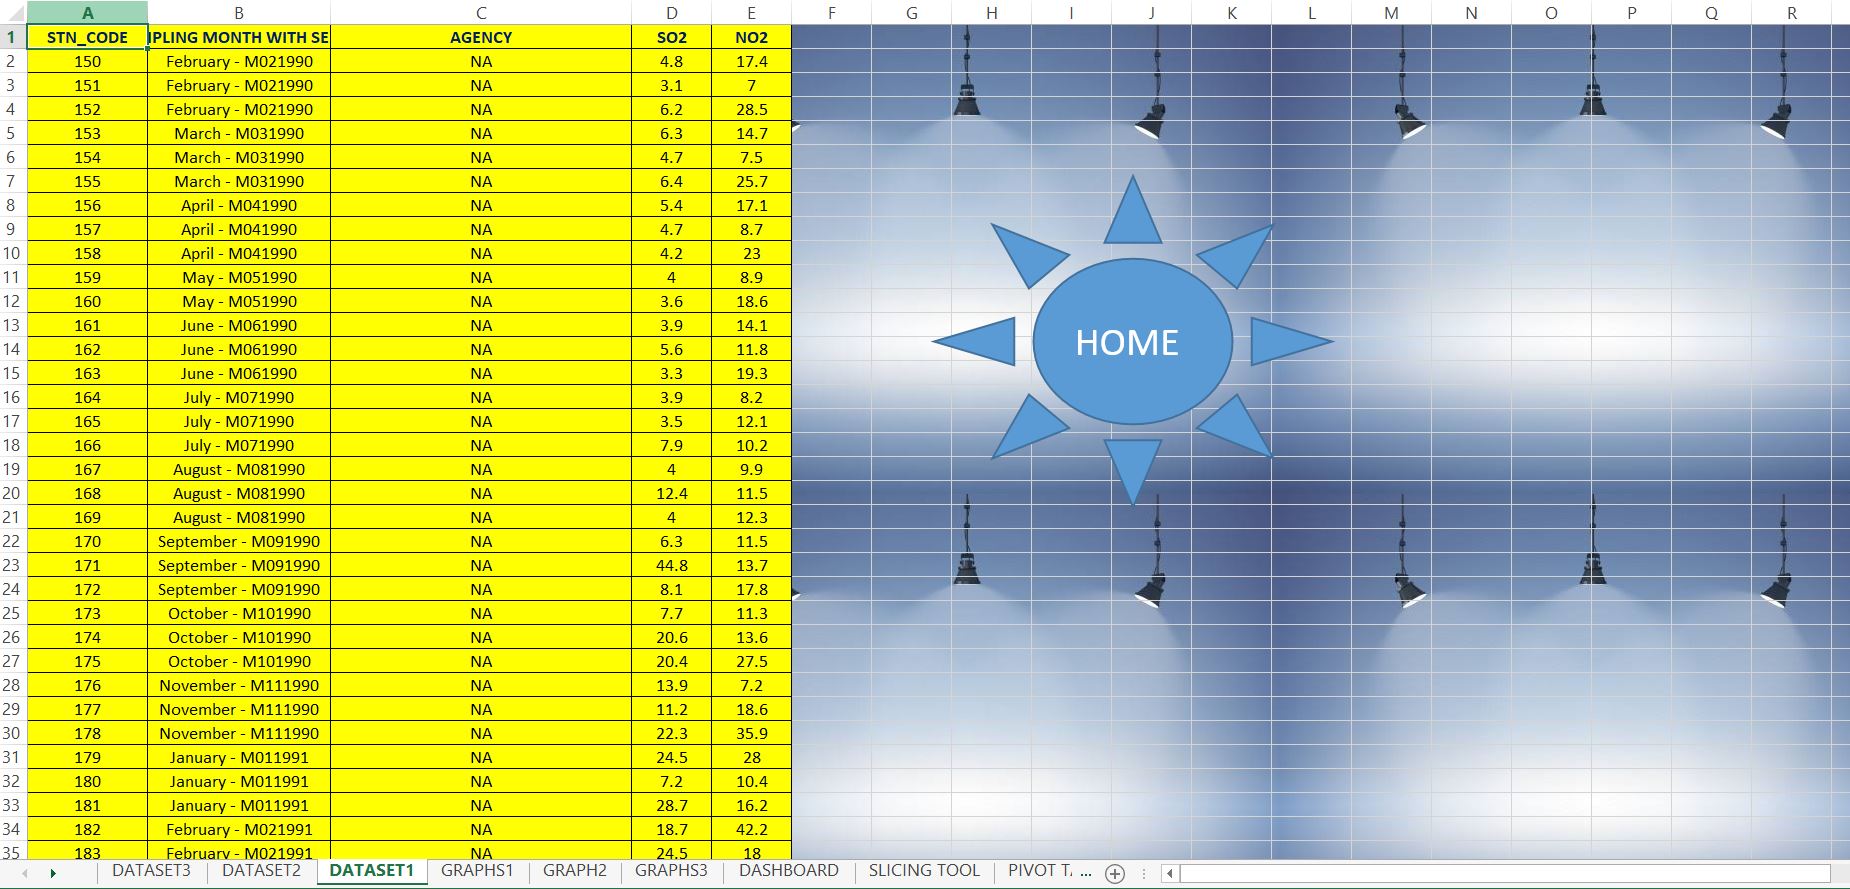 A B C D E F G H I J K L M N O P Q R
1 STN_CODE IPLING MONTH WITH SE AGENCY SO2 NO2
2 150 February - M021990 NA 4.8 17.4
3 151 February - M021990 NA 3.1 7
4 152 February - M021990 NA 6.2 28.5
5 153 March - M031990 NA 6.3 14.7
6 154 March - M031990 NA 4.7 7.5
7 155 March - M031990 NA 6.4 25.7
8 156 April - M041990 NA 5.4 17.1
9 157 April - M041990 NA 4.7 8.7
10 158 April - M041990 NA 4.2 23
11 159 May - M051990 NA 4 8.9
12 160 May - M051990 NA 3.6 18.6
13 161 June - M061990 NA 3.9 14.1
14 162 June - M061990 NA 5.6 11.8
15 163 June - M061990 NA 3.3 19.3
16 164 July - M071990 NA 3.9 8.2
17 165 July - M071990 NA 3.5 12.1
18 166 July - M071990 NA 7.9 10.2
19 167 August - M081990 NA 4 9.9
20 168 August - M081990 NA 12.4 11.5
21 169 August - M081990 NA 4 12.3
22 170 September - M091990 NA 6.3 11.5
23 171 September - M091990 NA 44.8 13.7
24 172 September - M091990 NA 8.1 17.8
25 173 October - M101990 NA 7.7 11.3
26 174 October - M101990 NA 20.6 13.6
27 175 October - M101990 NA 20.4 27.5
28 176 November - M111990 NA 13.9 7.2
29 177 November - M111990 NA 11.2 18.6
30 178 November - M111990 NA 22.3 35.9
31 179 January - M011991 NA 24.5 28
32 180 January - M011991 NA 7.2 10.4
33 181 January - M011991 NA 28.7 16.2
34 182 February - M021991 NA 18.7 42.2
35 183 February - M021991 NA 24.5 18
HOME
DATASET3 DATASET2 DATASET1 GRAPHS1 GRAPH2 GRAPHS3 DASHBOARD SLICING TOOL PIVOT TA ...